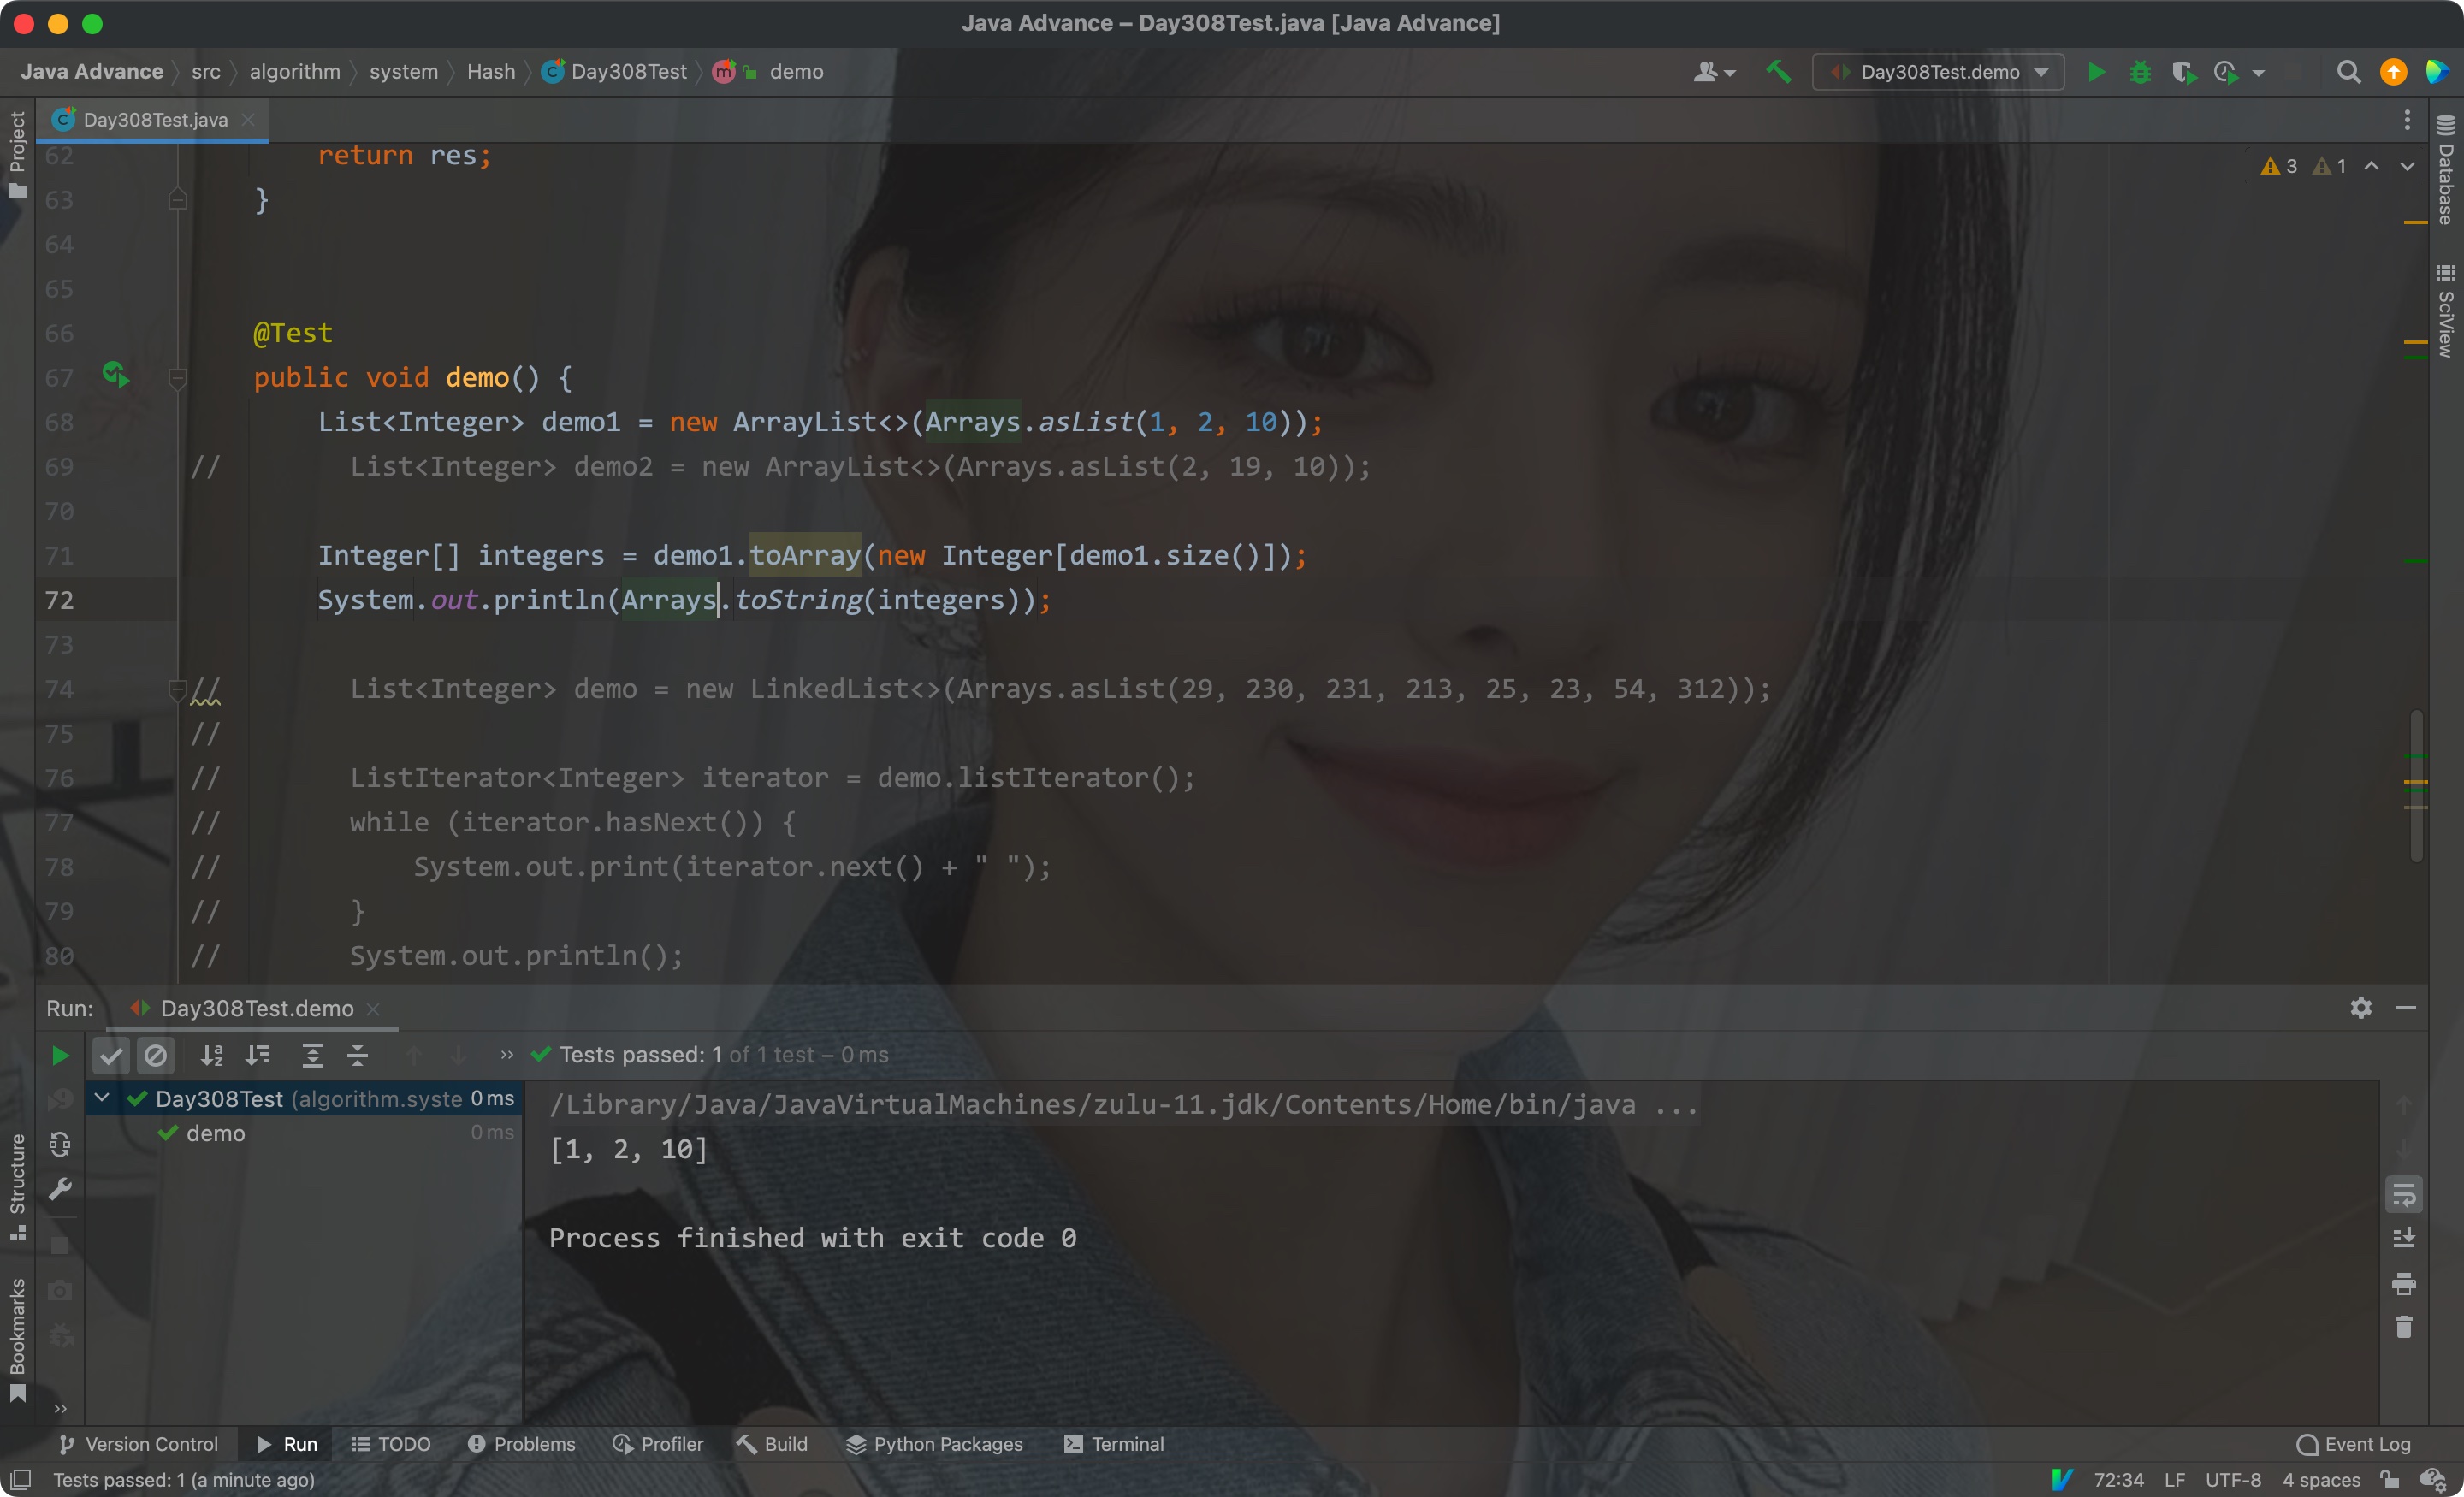 Java Advance – Day308Test.java [Java Advance]
Java Advance src algorithm system Hash Day308Test demo
Day308Test.demo
Project
Day308Test.java
Database
SciView
3 1
62 return res;
63 }
64
65
66 @Test
67 public void demo() {
68 List<Integer> demo1 = new ArrayList<>(Arrays.asList(1, 2, 10));
69 // List<Integer> demo2 = new ArrayList<>(Arrays.asList(2, 19, 10));
70
71 Integer[] integers = demo1.toArray(new Integer[demo1.size()]);
72 System.out.println(Arrays.toString(integers));
73
74 // List<Integer> demo = new LinkedList<>(Arrays.asList(29, 230, 231, 213, 25, 23, 54, 312));
75 //
76 // ListIterator<Integer> iterator = demo.listIterator();
77 // while (iterator.hasNext()) {
78 // System.out.print(iterator.next() + " ");
79 // }
80 // System.out.println();
Run: Day308Test.demo
Tests passed: 1 of 1 test – 0 ms
Day308Test (algorithm.syste 0 ms
demo 0 ms
/Library/Java/JavaVirtualMachines/zulu-11.jdk/Contents/Home/bin/java ...
[1, 2, 10]
Process finished with exit code 0
Structure
Bookmarks
Version Control Run TODO Problems Profiler Build Python Packages Terminal Event Log
Tests passed: 1 (a minute ago) 72:34 LF UTF-8 4 spaces